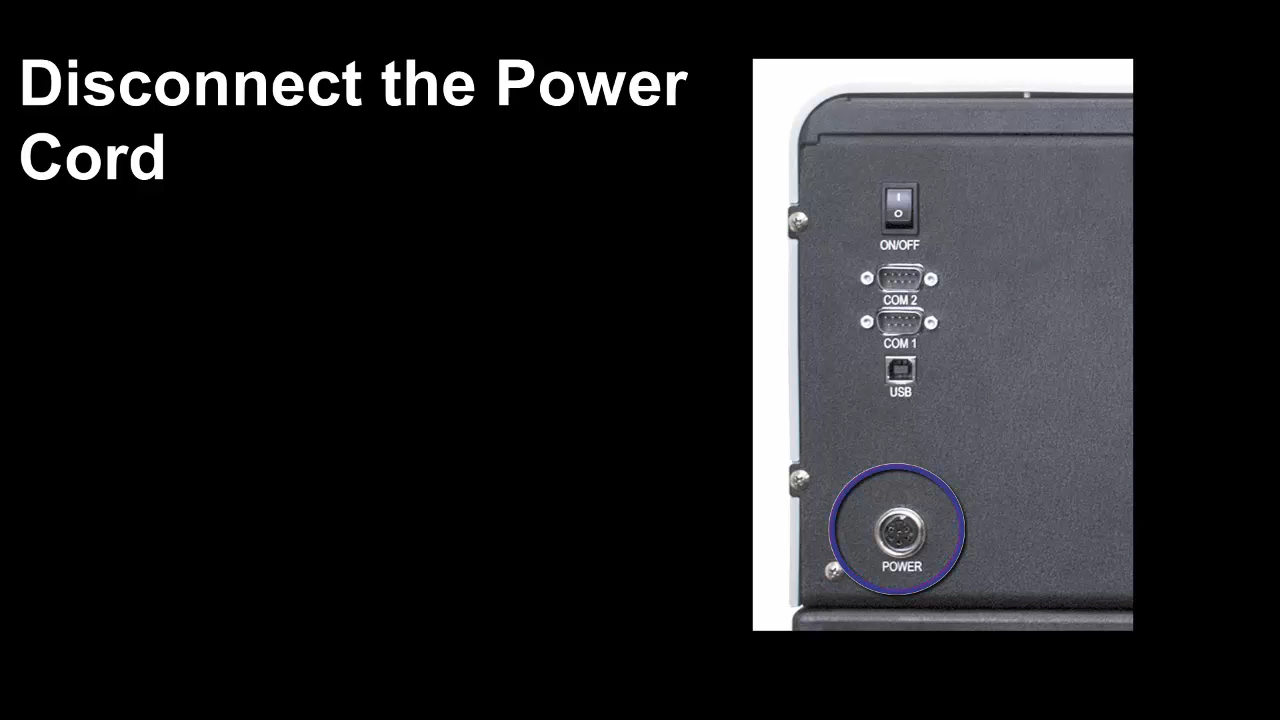 Disconnect the Power
Cord
I
O
ON/OFF
COM 2
COM 1
USB
POWER